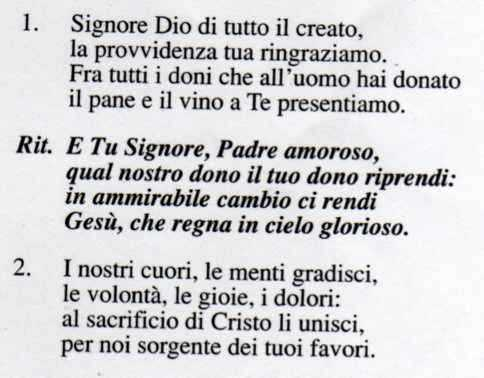 1. Signore Dio di tutto il creato,
la provvidenza tua ringraziamo.
Fra tutti i doni che all'uomo hai donato
il pane e il vino a Te presentiamo.
Rit. E Tu Signore, Padre amoroso,
qual nostro dono il tuo dono riprendi:
in ammirabile cambio ci rendi
Gesù, che regna in cielo glorioso.
2. I nostri cuori, le menti gradisci,
le volontà, le gioie, i dolori:
al sacrificio di Cristo li unisci,
per noi sorgente dei tuoi favori.